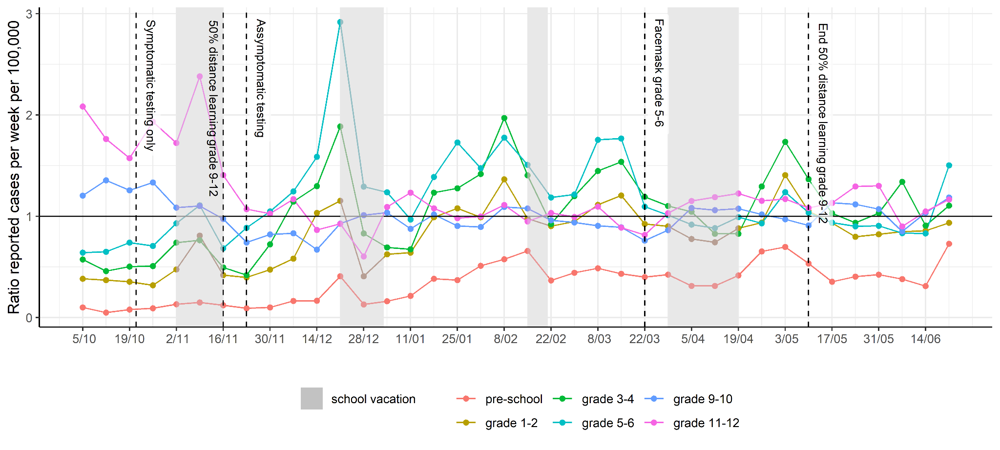 Ratio reported cases per week per 100,000
3
2
1
0
Symptomatic testing only
50% distance learning grade 9-12
Assymptomatic testing
Facemask grade 5-6
End 50% distance learning grade 9-12
5/10 19/10 2/11 16/11 30/11 14/12 28/12 11/01 25/01 8/02 22/02 8/03 22/03 5/04 19/04 3/05 17/05 31/05 14/06
school vacation pre-school grade 3-4 grade 9-10
grade 1-2 grade 5-6 grade 11-12